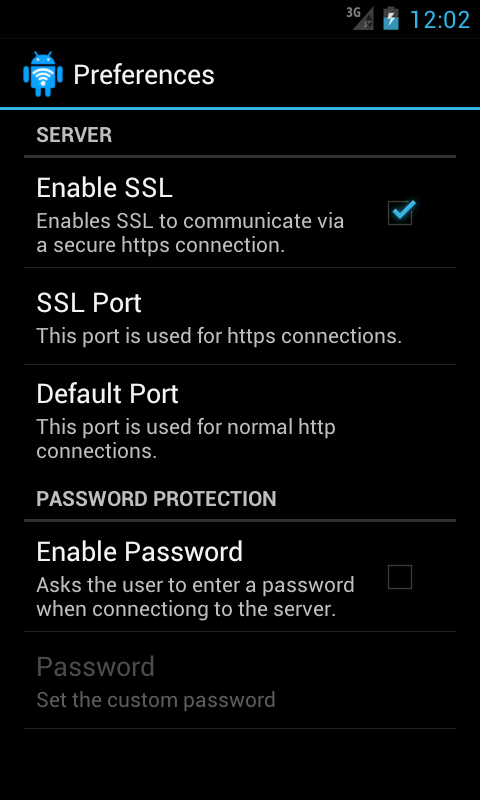 3G
12:02
Preferences
SERVER
Enable SSL
Enables SSL to communicate via
a secure https connection.
SSL Port
This port is used for https connections.
Default Port
This port is used for normal http
connections.
PASSWORD PROTECTION
Enable Password
Asks the user to enter a password
when connectiong to the server.
Password
Set the custom password